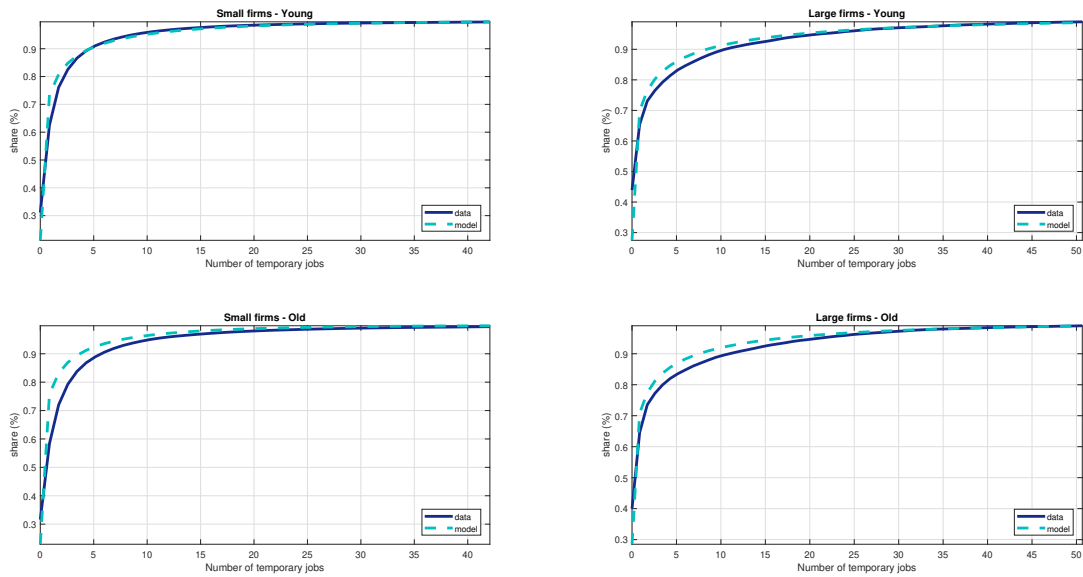 Small firms - Young
share (%)
0.9
0.8
0.7
0.6
0.5
0.4
0.3
0 5 10 15 20 25 30 35 40
Number of temporary jobs
data
model
Large firms - Young
share (%)
0.9
0.8
0.7
0.6
0.5
0.4
0.3
0 5 10 15 20 25 30 35 40 45 50
Number of temporary jobs
data
model
Small firms - Old
share (%)
0.9
0.8
0.7
0.6
0.5
0.4
0.3
0 5 10 15 20 25 30 35 40
Number of temporary jobs
data
model
Large firms - Old
share (%)
0.9
0.8
0.7
0.6
0.5
0.4
0.3
0 5 10 15 20 25 30 35 40 45 50
Number of temporary jobs
data
model